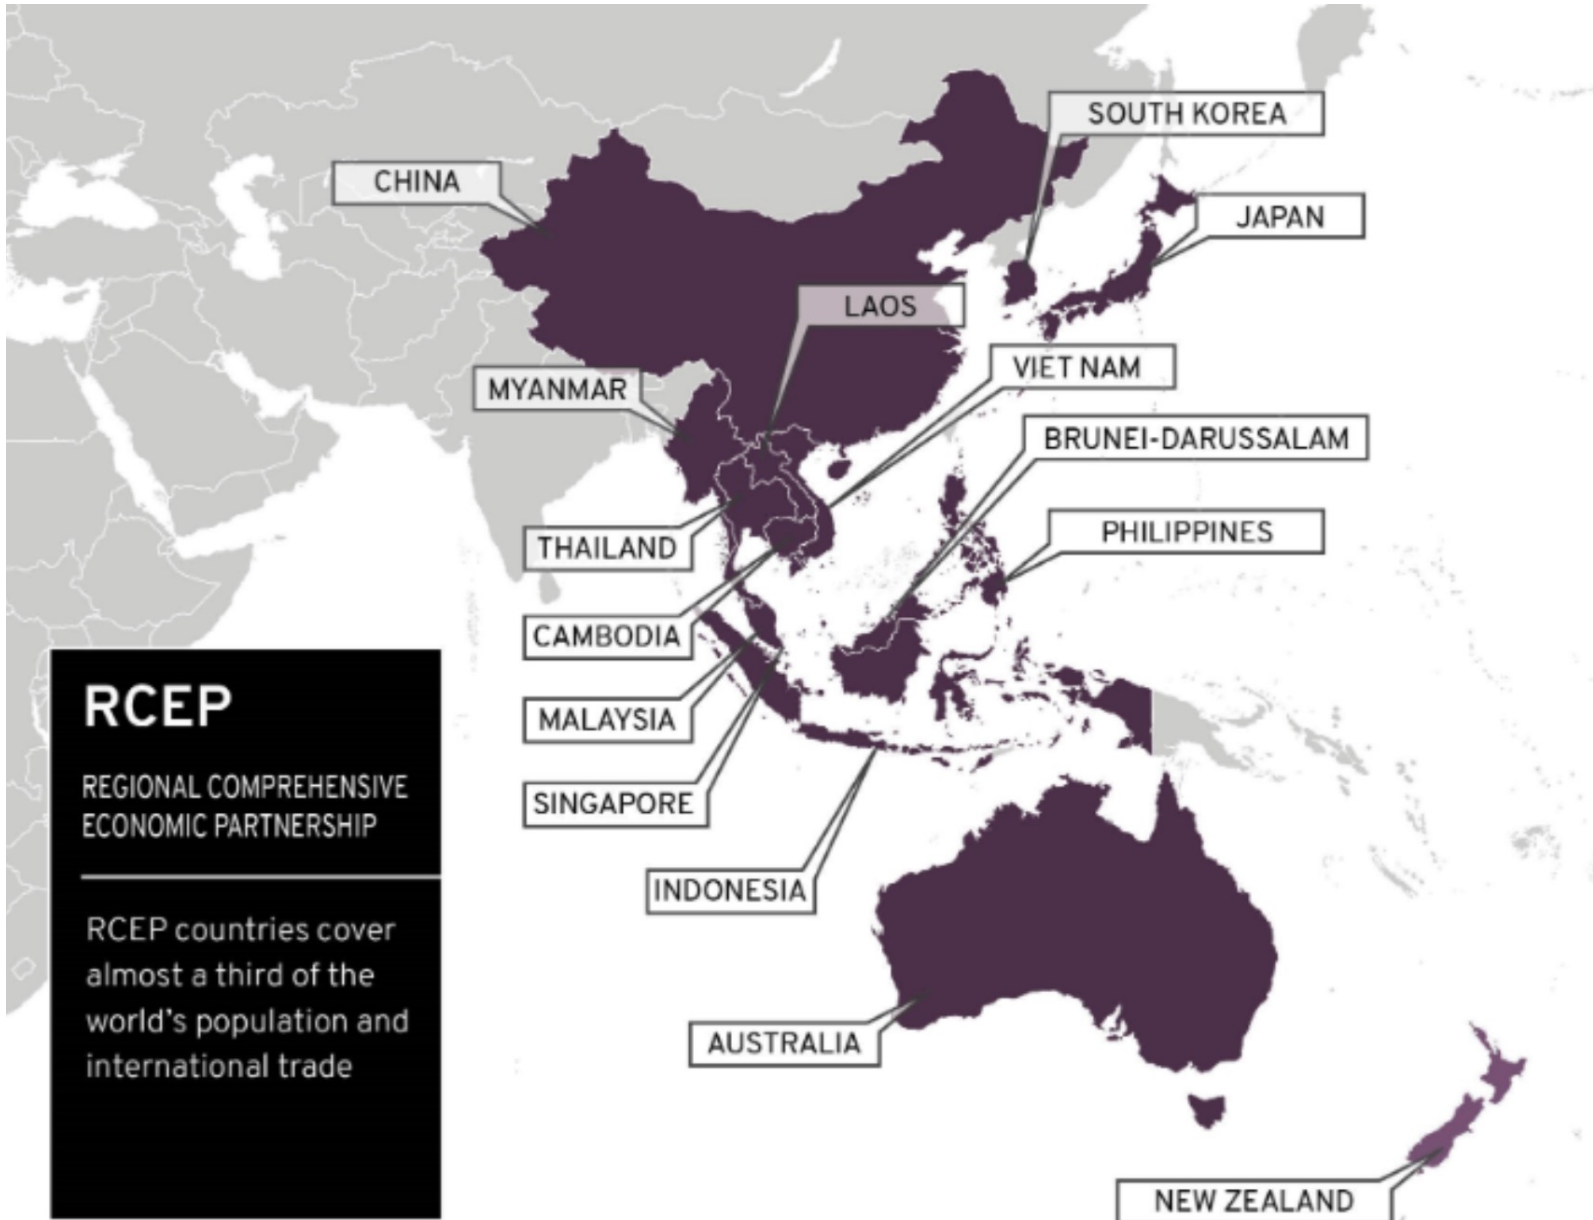 SOUTH KOREA
CHINA
JAPAN
LAOS
VIET NAM
MYANMAR
BRUNEI-DARUSSALAM
PHILIPPINES
THAILAND
CAMBODIA
MALAYSIA
SINGAPORE
INDONESIA
AUSTRALIA
NEW ZEALAND
RCEP
REGIONAL COMPREHENSIVE
ECONOMIC PARTNERSHIP
RCEP countries cover
almost a third of the
world's population and
international trade